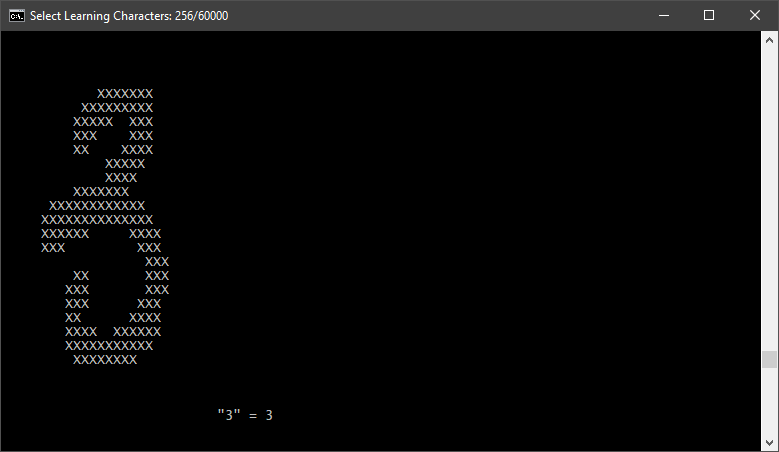 Select Learning Characters: 256/60000
       XXXXXXX
     XXXXXXXXX
    XXXXX  XXX
    XXX    XXX
    XX    XXXX
        XXXXX
        XXXX
    XXXXXXX
 XXXXXXXXXXXX
XXXXXXXXXXXXXX
XXXXXX     XXXX
XXX         XXX
             XXX
    XX       XXX
   XXX       XXX
   XXX      XXX
   XX      XXXX
   XXXX  XXXXXX
   XXXXXXXXXXX
    XXXXXXXX
"3" = 3